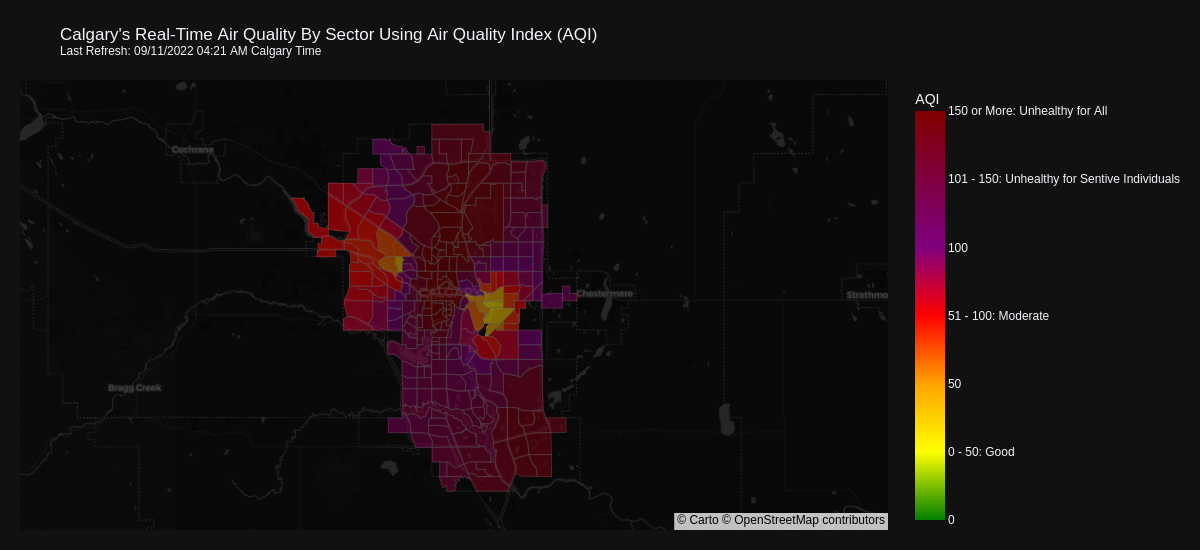 Calgary's Real-Time Air Quality By Sector Using Air Quality Index (AQI)
Last Refresh: 09/11/2022 04:21 AM Calgary Time
AQI
150 or More: Unhealthy for All
Cochrane
101 - 150: Unhealthy for Sentive Individuals
100
Chestermere
Strathmo
51 - 100: Moderate
Bragg Creek
50
0 - 50: Good
© Carto © OpenStreetMap contributors
0